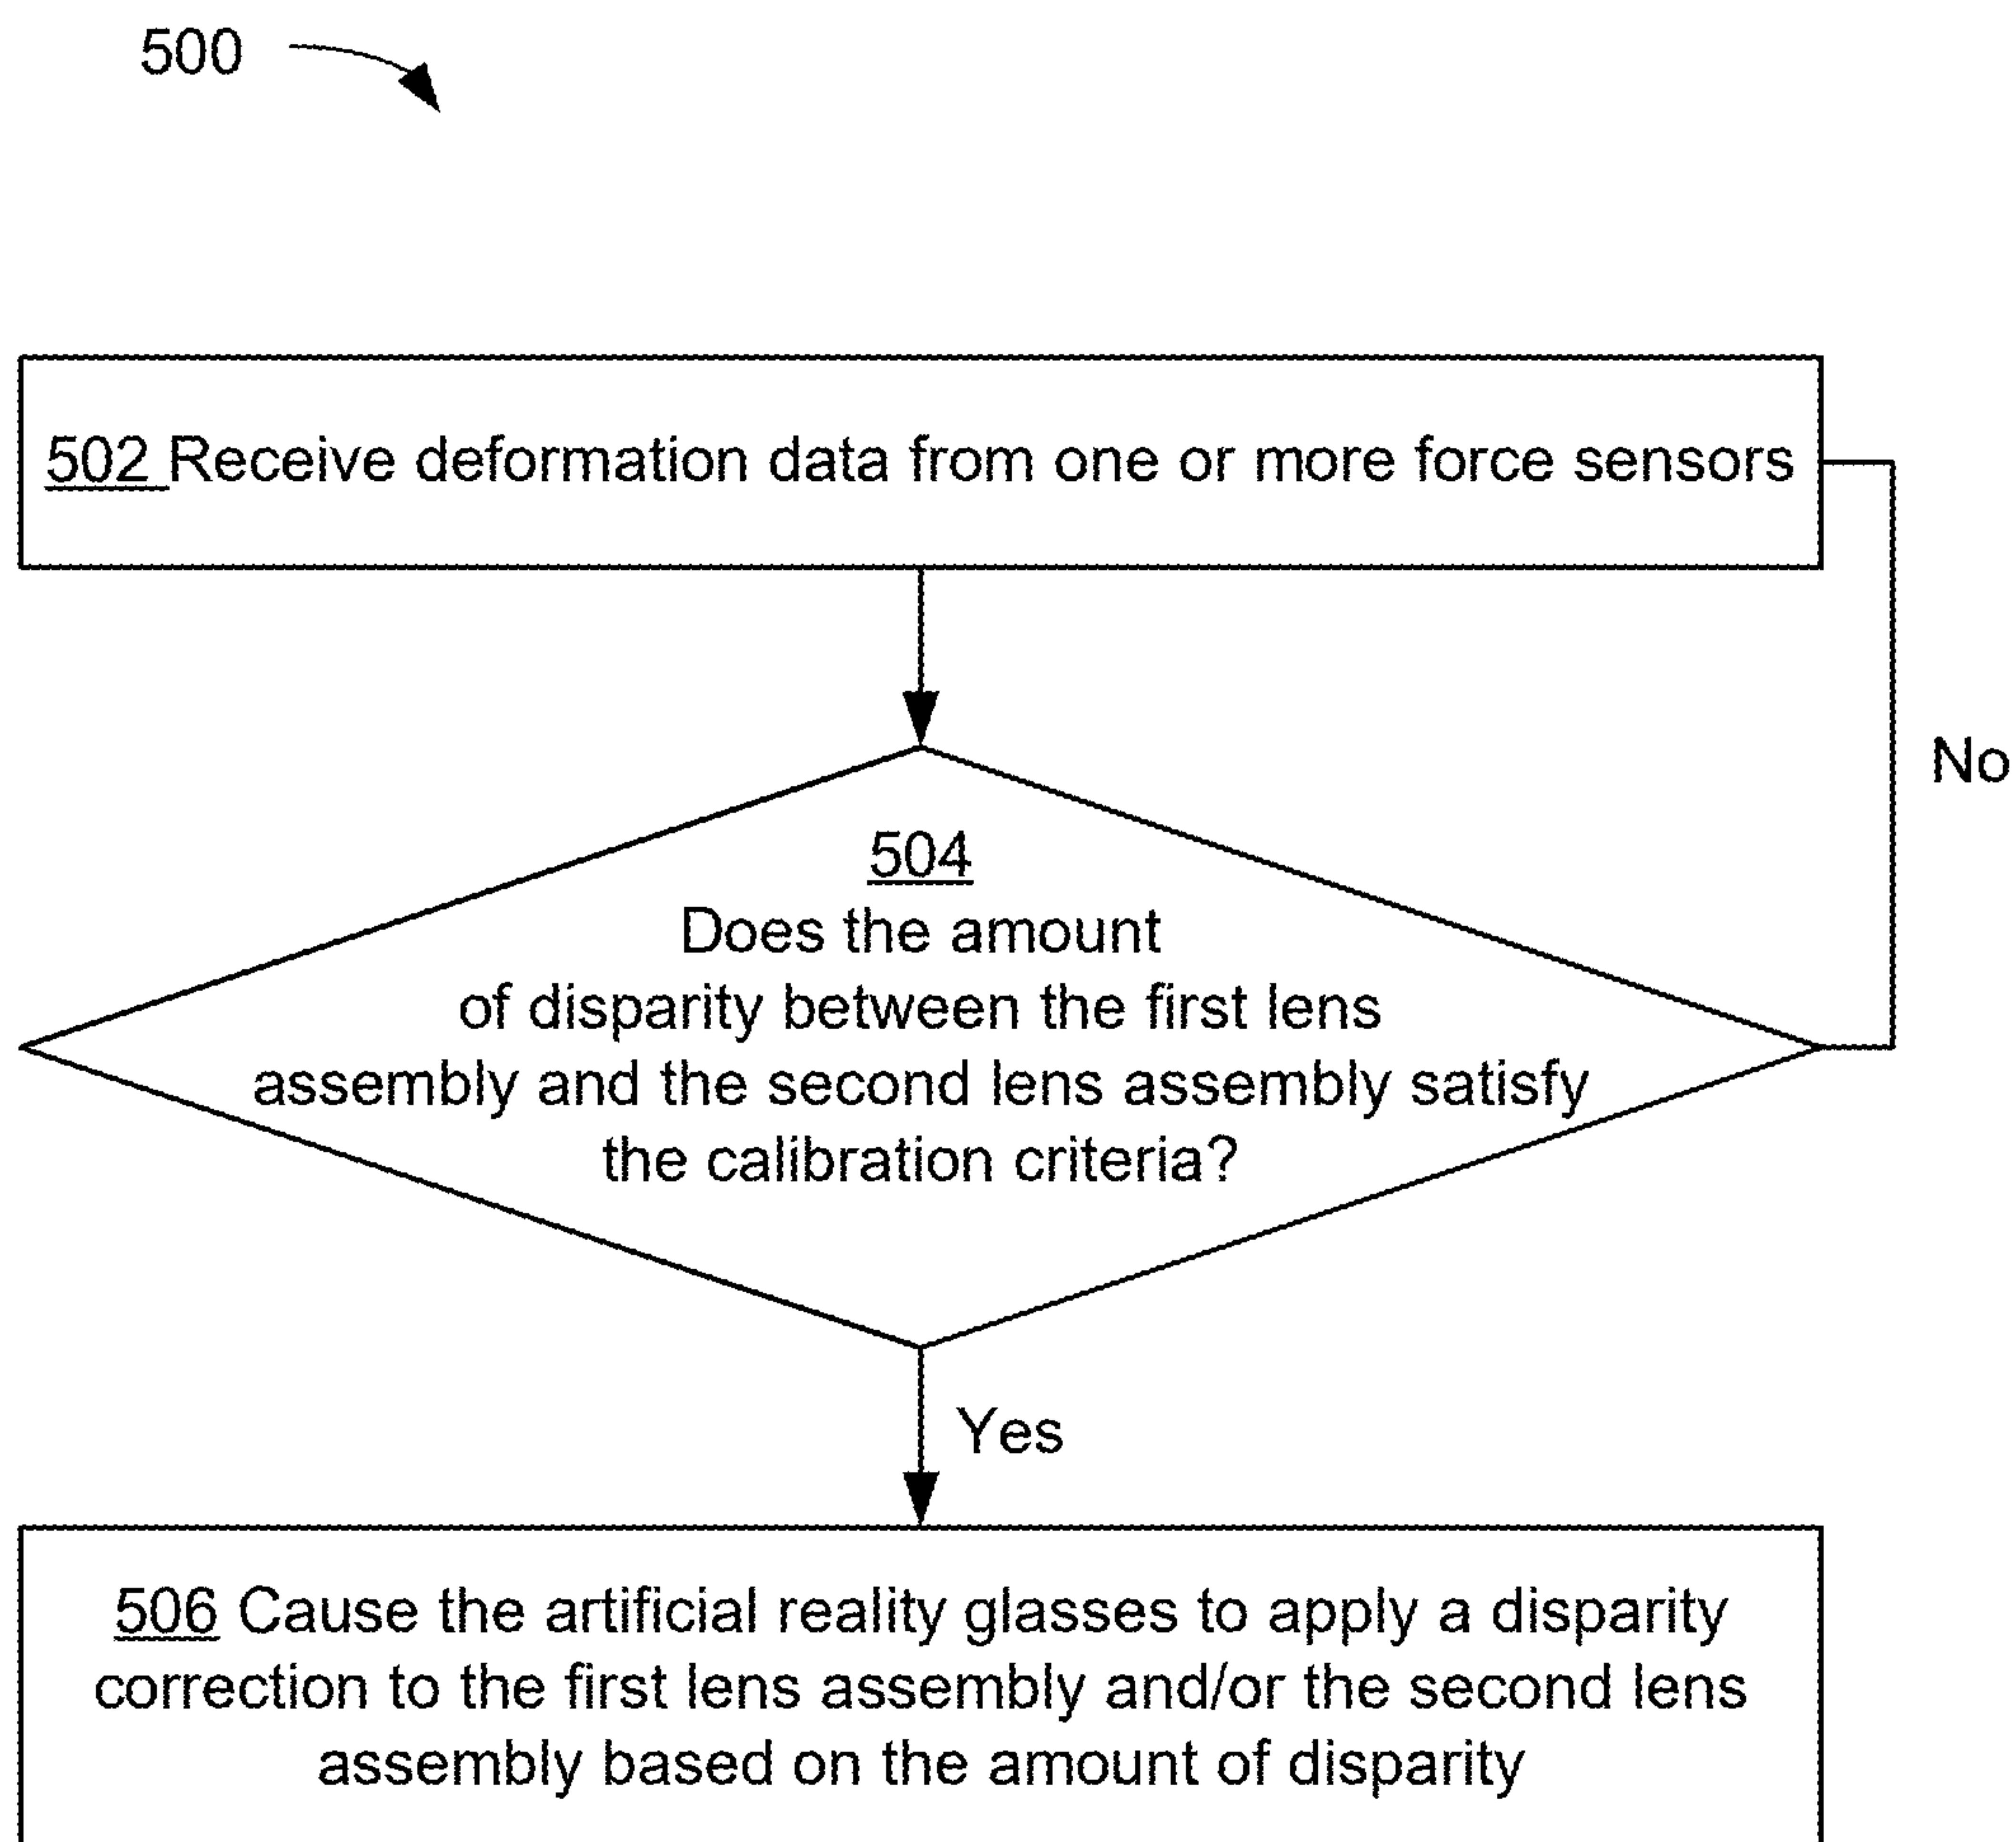 500
502 Receive deformation data from one or more force sensors
No
504
Does the amount
of disparity between the first lens
assembly and the second lens assembly satisfy
the calibration criteria?
Yes
506 Cause the artificial reality glasses to apply a disparity
correction to the first lens assembly and/or the second lens
assembly based on the amount of disparity